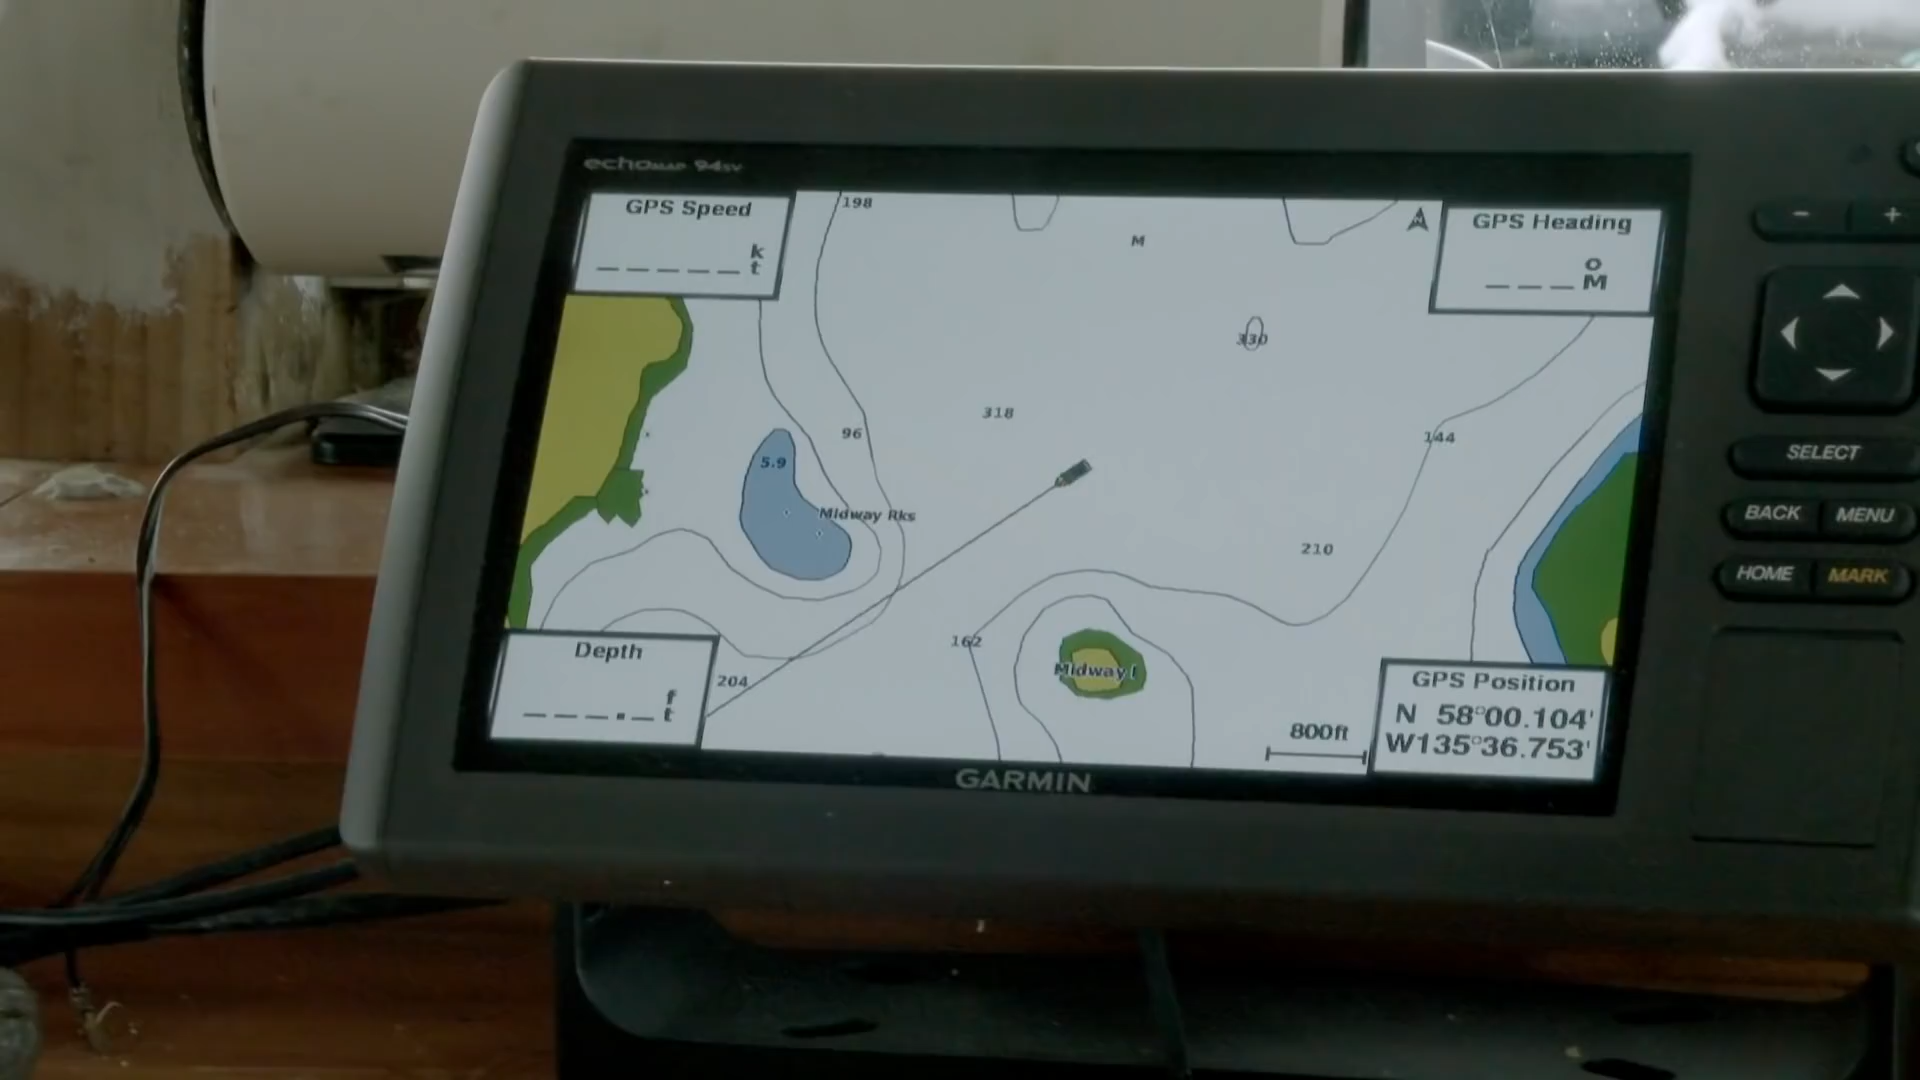 echoMAP 94sv
GPS Speed
_ _ _ _ _ kt
198
M
N
GPS Heading
_ _ _ ° M
330
318
96
144
5.9
Midway Rks
210
162
Midway I
204
Depth
_ _ _._ ft
800ft
GPS Position
N 58°00.104'
W135°36.753'
GARMIN
- +
SELECT
BACK MENU
HOME MARK